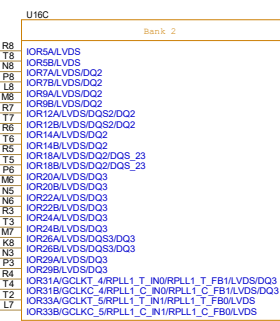 U16C
Bank 2
R8 IOR5A/LVDS
T8 IOR5B/LVDS
N8 IOR7A/LVDS/DQ2
P8 IOR7B/LVDS/DQ2
L8 IOR9A/LVDS/DQ2
M8 IOR9B/LVDS/DQ2
R7 IOR12A/LVDS/DQS2/DQ2
T7 IOR12B/LVDS/DQS2/DQ2
R6 IOR14A/LVDS/DQ2
T6 IOR14B/LVDS/DQ2
R5 IOR18A/LVDS/DQ2/DQS_23
T5 IOR18B/LVDS/DQ2/DQS_23
P6 IOR20A/LVDS/DQ3
M6 IOR20B/LVDS/DQ3
N5 IOR22A/LVDS/DQ3
N6 IOR22B/LVDS/DQ3
R3 IOR24A/LVDS/DQ3
T3 IOR24B/LVDS/DQ3
M7 IOR26A/LVDS/DQS3/DQ3
K8 IOR26B/LVDS/DQS3/DQ3
N3 IOR29A/LVDS/DQ3
P3 IOR29B/LVDS/DQ3
R4 IOR31A/GCLKT_4/RPLL1_T_IN0/RPLL1_T_FB1/LVDS/DQ3
T4 IOR31B/GCLKC_4/RPLL1_C_IN0/RPLL1_C_FB1/LVDS/DQ3
T2 IOR33A/GCLKT_5/RPLL1_T_IN1/RPLL1_T_FB0/LVDS
L7 IOR33B/GCLKC_5/RPLL1_C_IN1/RPLL1_C_FB0/LVDS